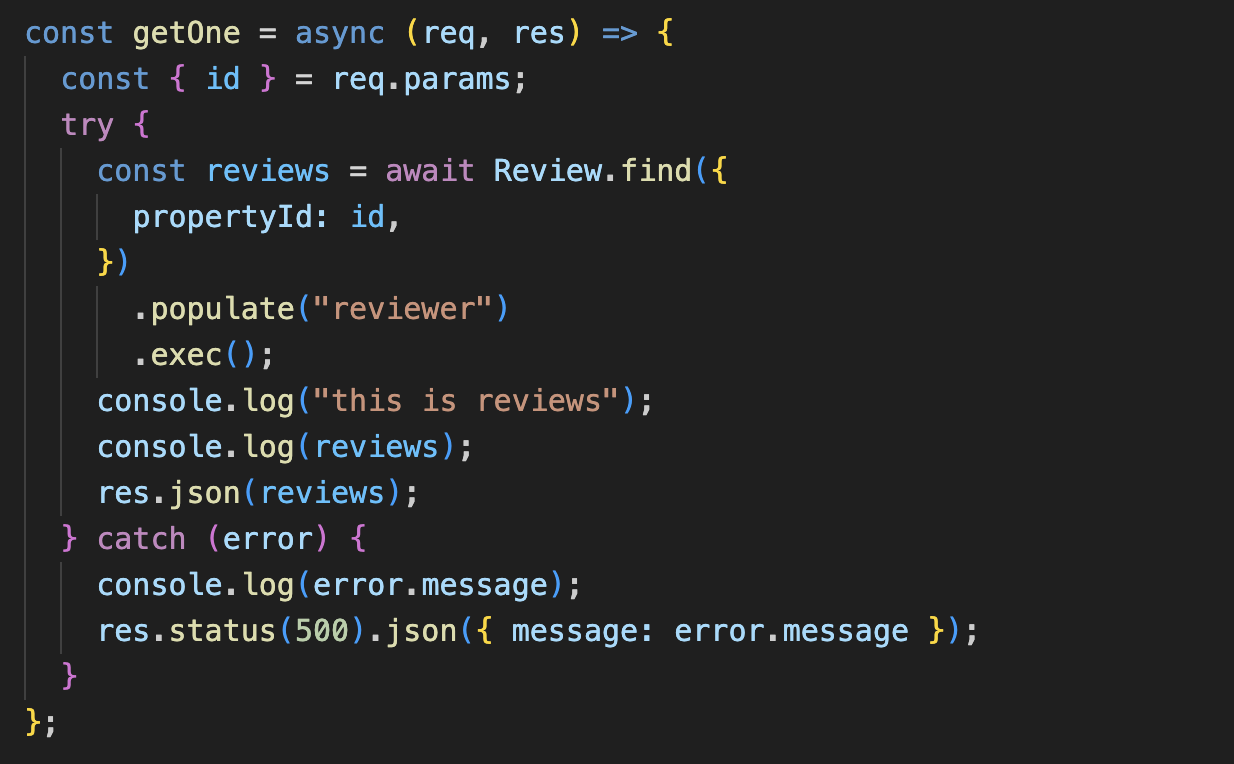 const getOne = async (req, res) => {
  const { id } = req.params;
  try {
    const reviews = await Review.find({
      propertyId: id,
    })
      .populate("reviewer")
      .exec();
    console.log("this is reviews");
    console.log(reviews);
    res.json(reviews);
  } catch (error) {
    console.log(error.message);
    res.status(500).json({ message: error.message });
  }
};